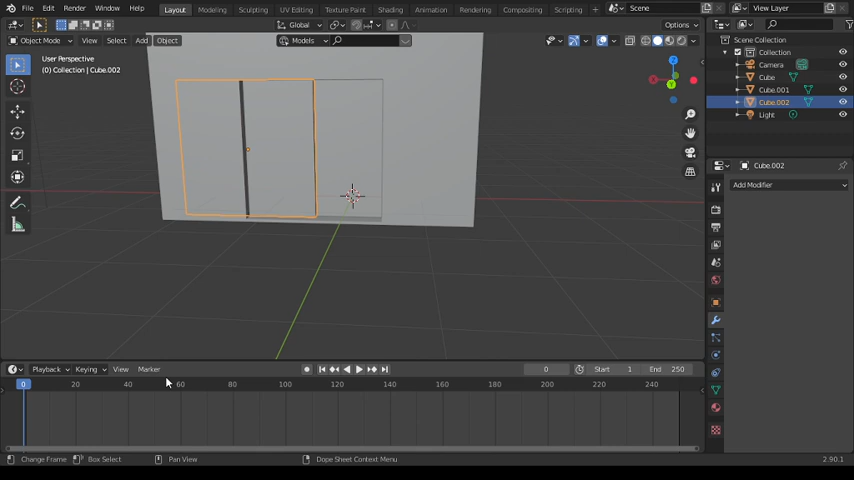 File Edit Render Window Help Layout Modeling Sculpting UV Editing Texture Paint Shading Animation Rendering Compositing Scripting + Scene View Layer
Global Options
Object Mode View Select Add Object Models
User Perspective
(0) Collection | Cube.002
Z
Y
Scene Collection
Collection
Camera
Cube
Cube.001
Cube.002
Light
Cube.002
Add Modifier
Playback Keying View Marker 0 Start 1 End 250
0 20 40 60 80 100 120 140 160 180 200 220 240
Change Frame Box Select Pan View Dope Sheet Context Menu 2.90.1